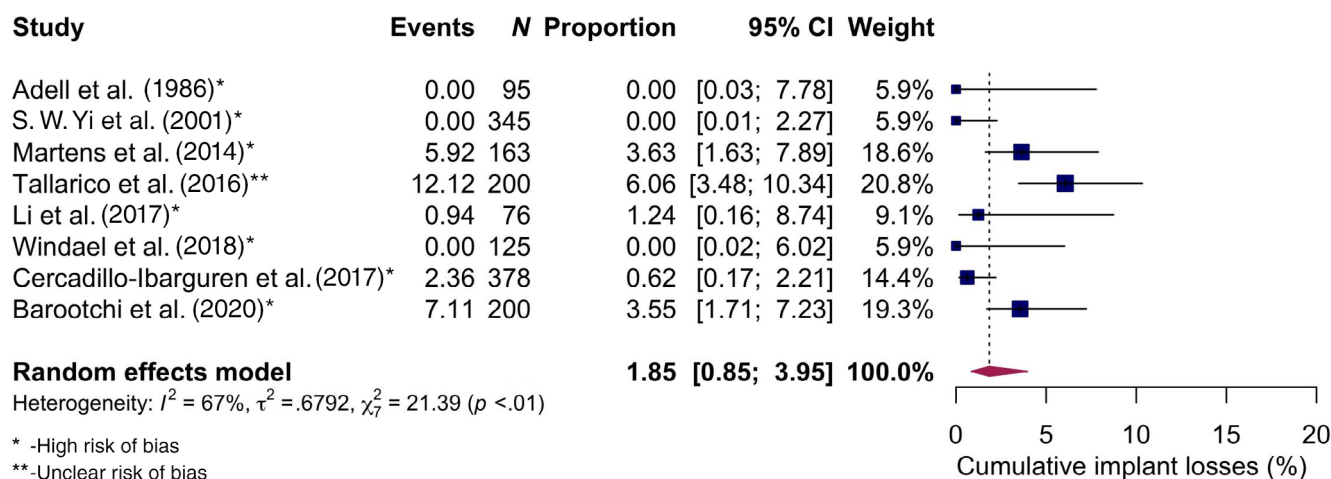 Study Events N Proportion 95% CI Weight
Adell et al. (1986)* 0.00 95 0.00 [0.03; 7.78] 5.9%
S. W. Yi et al. (2001)* 0.00 345 0.00 [0.01; 2.27] 5.9%
Martens et al. (2014)* 5.92 163 3.63 [1.63; 7.89] 18.6%
Tallarico et al. (2016)** 12.12 200 6.06 [3.48; 10.34] 20.8%
Li et al. (2017)* 0.94 76 1.24 [0.16; 8.74] 9.1%
Windael et al. (2018)* 0.00 125 0.00 [0.02; 6.02] 5.9%
Cercadillo-Ibarguren et al. (2017)* 2.36 378 0.62 [0.17; 2.21] 14.4%
Barootchi et al. (2020)* 7.11 200 3.55 [1.71; 7.23] 19.3%
Random effects model 1.85 [0.85; 3.95] 100.0%
Heterogeneity: I² = 67%, τ² =.6792, χ²₇ = 21.39 (p <.01)
* -High risk of bias
**-Unclear risk of bias
0 5 10 15 20
Cumulative implant losses (%)